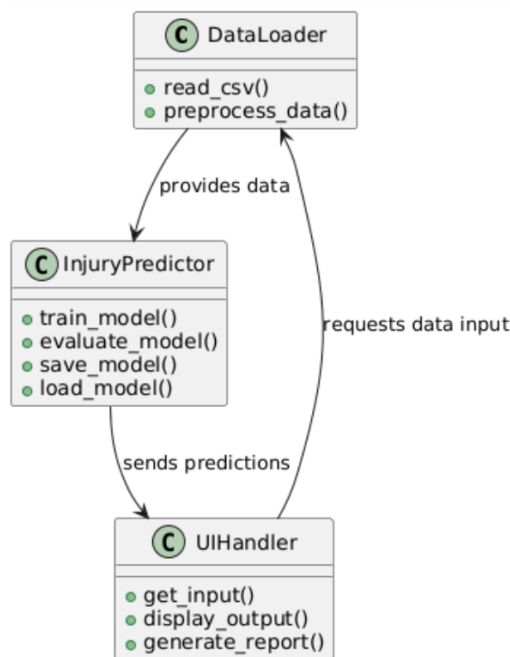 C DataLoader
read_csv()
preprocess_data()
provides data
C InjuryPredictor
train_model()
evaluate_model()
save_model()
load_model()
requests data input
sends predictions
C UIHandler
get_input()
display_output()
generate_report()